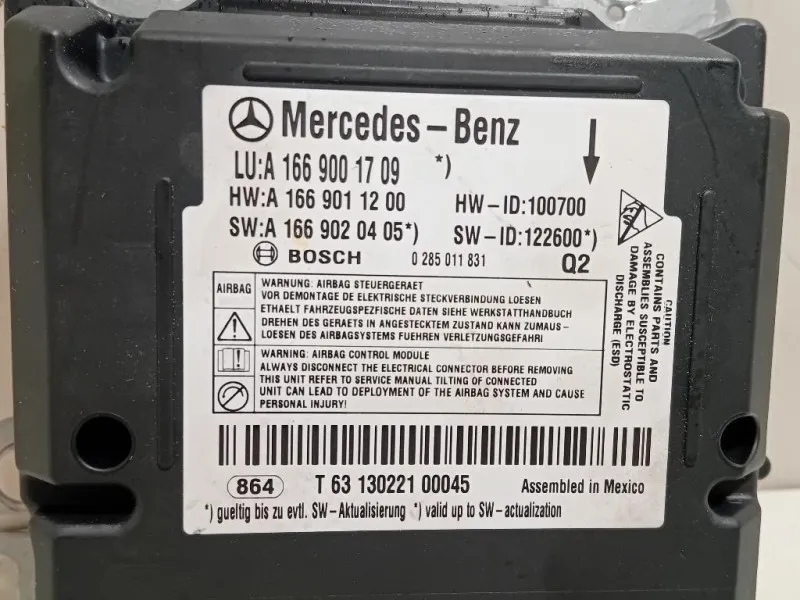 Mercedes-Benz
LU:A 166 900 17 09 *)
HW:A 166 901 12 00 HW-ID:100700
SW:A 166 902 04 05*) SW-ID:122600*)
BOSCH 0 285 011 831 Q2
AIRBAG
WARNUNG: AIRBAG STEUERGERAET
VOR DEMONTAGE DE ELEKTRISCHE STECKVERBINDUNG LOESEN
ETHAELT FAHRZEUGSPEZIFISCHE DATEN SIEHE WERKSTATTHANDBUCH
DREHEN DES GERAETS IN ANGESTECKTEM ZUSTAND KANN ZUMAUS-
LOESEN DES AIRBAGSYSTEMS FUEHREN VERLETZUNGSGEFAHRI
WARNING: AIRBAG CONTROL MODULE
ALWAYS DISCONNECT THE ELECTRICAL CONNECTOR BEFORE REMOVING
THIS UNIT REFER TO SERVICE MANUAL TILTING OF CONNECTED
UNIT CAN LEAD TO DEPLOYMENT OF THE AIRBAG SYSTEM AND CAUSE
PERSONAL INJURY!
CAUTION
CONTAINS PARTS AND
ASSEMBLIES SUSCEPTIBLE TO
DAMAGE BY ELECTROSTATIC
DISCHARGE (ESD)
864 T 63 130221 00045 Assembled in Mexico
*) gueltig bis zu evtl. SW-Aktualisierung *) valid up to SW-actualization